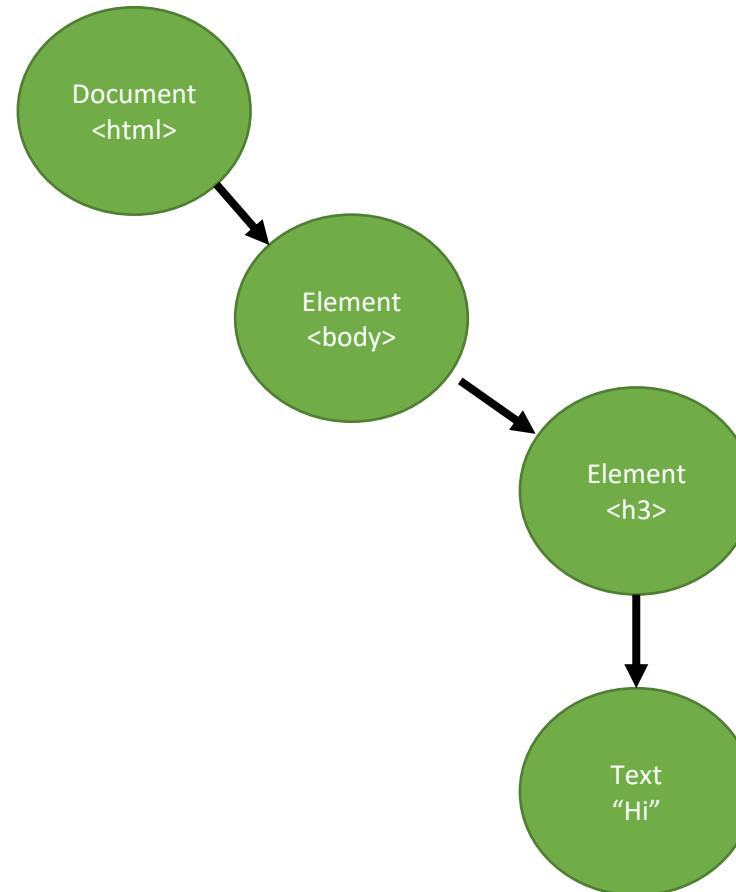 Document
<html>
Element
<body>
Element
<h3>
Text
“Hi”